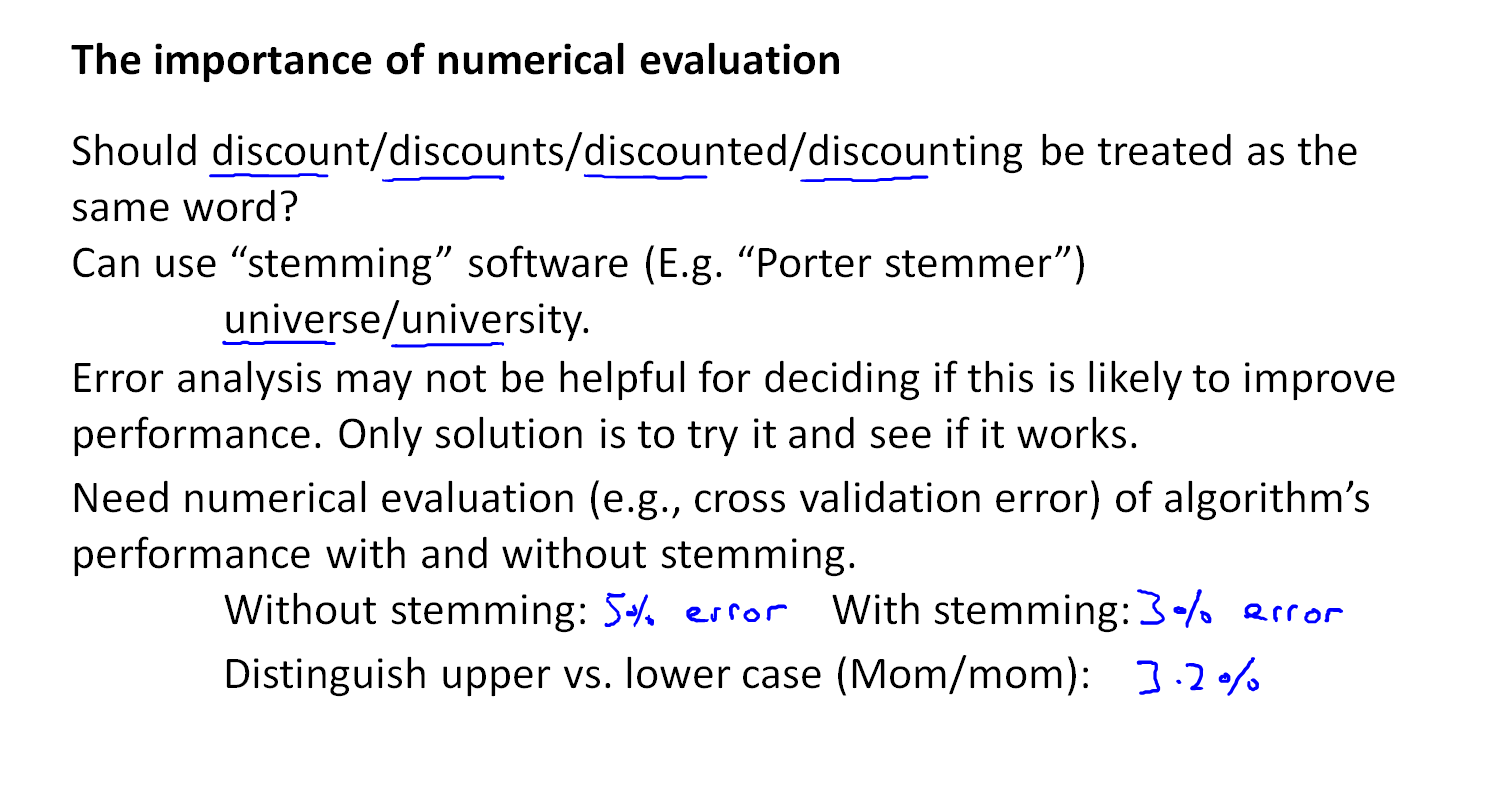 The importance of numerical evaluation
Should discount/discounts/discounted/discounting be treated as the
same word?
Can use “stemming” software (E.g. “Porter stemmer”)
universe/university.
Error analysis may not be helpful for deciding if this is likely to improve
performance. Only solution is to try it and see if it works.
Need numerical evaluation (e.g., cross validation error) of algorithm’s
performance with and without stemming.
Without stemming: 5% error With stemming: 3% error
Distinguish upper vs. lower case (Mom/mom): 3.2%